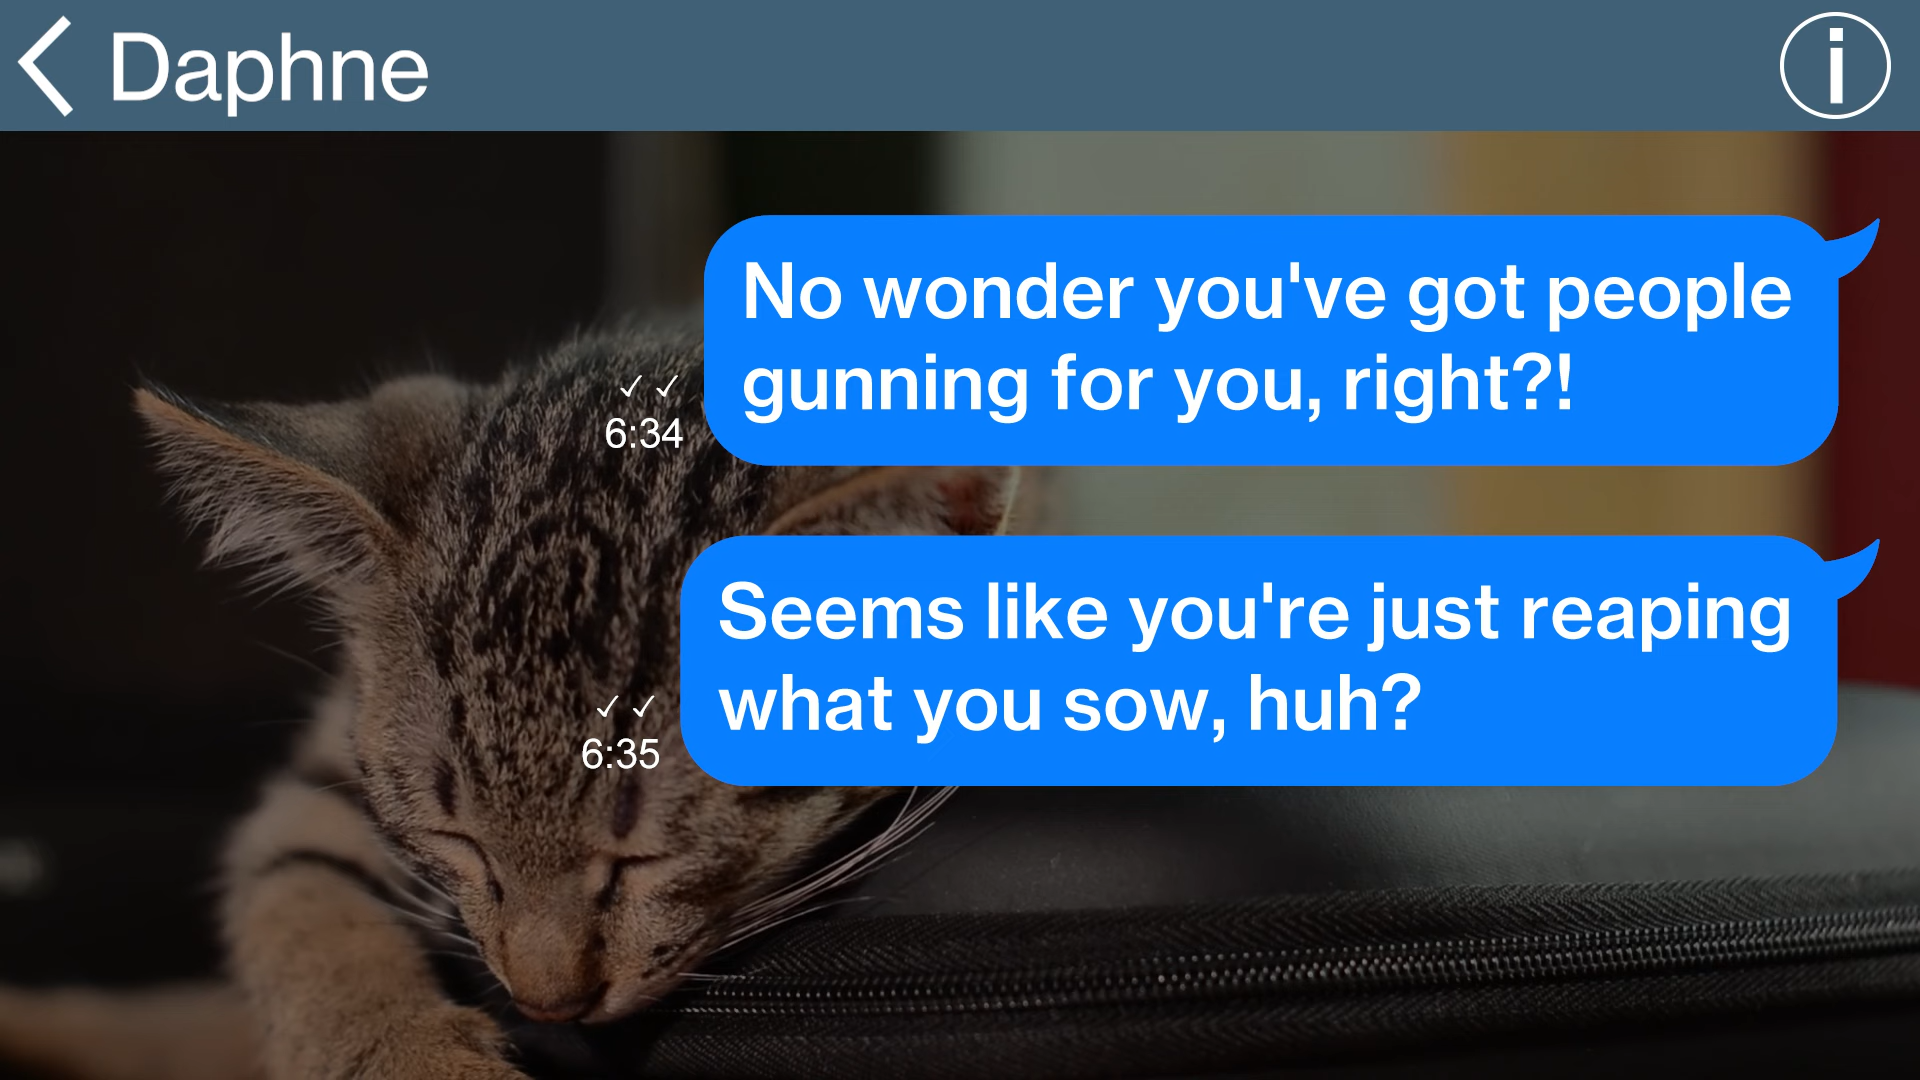 Daphne
No wonder you've got people
gunning for you, right?!
✓ ✓
6:34
Seems like you're just reaping
what you sow, huh?
✓ ✓
6:35